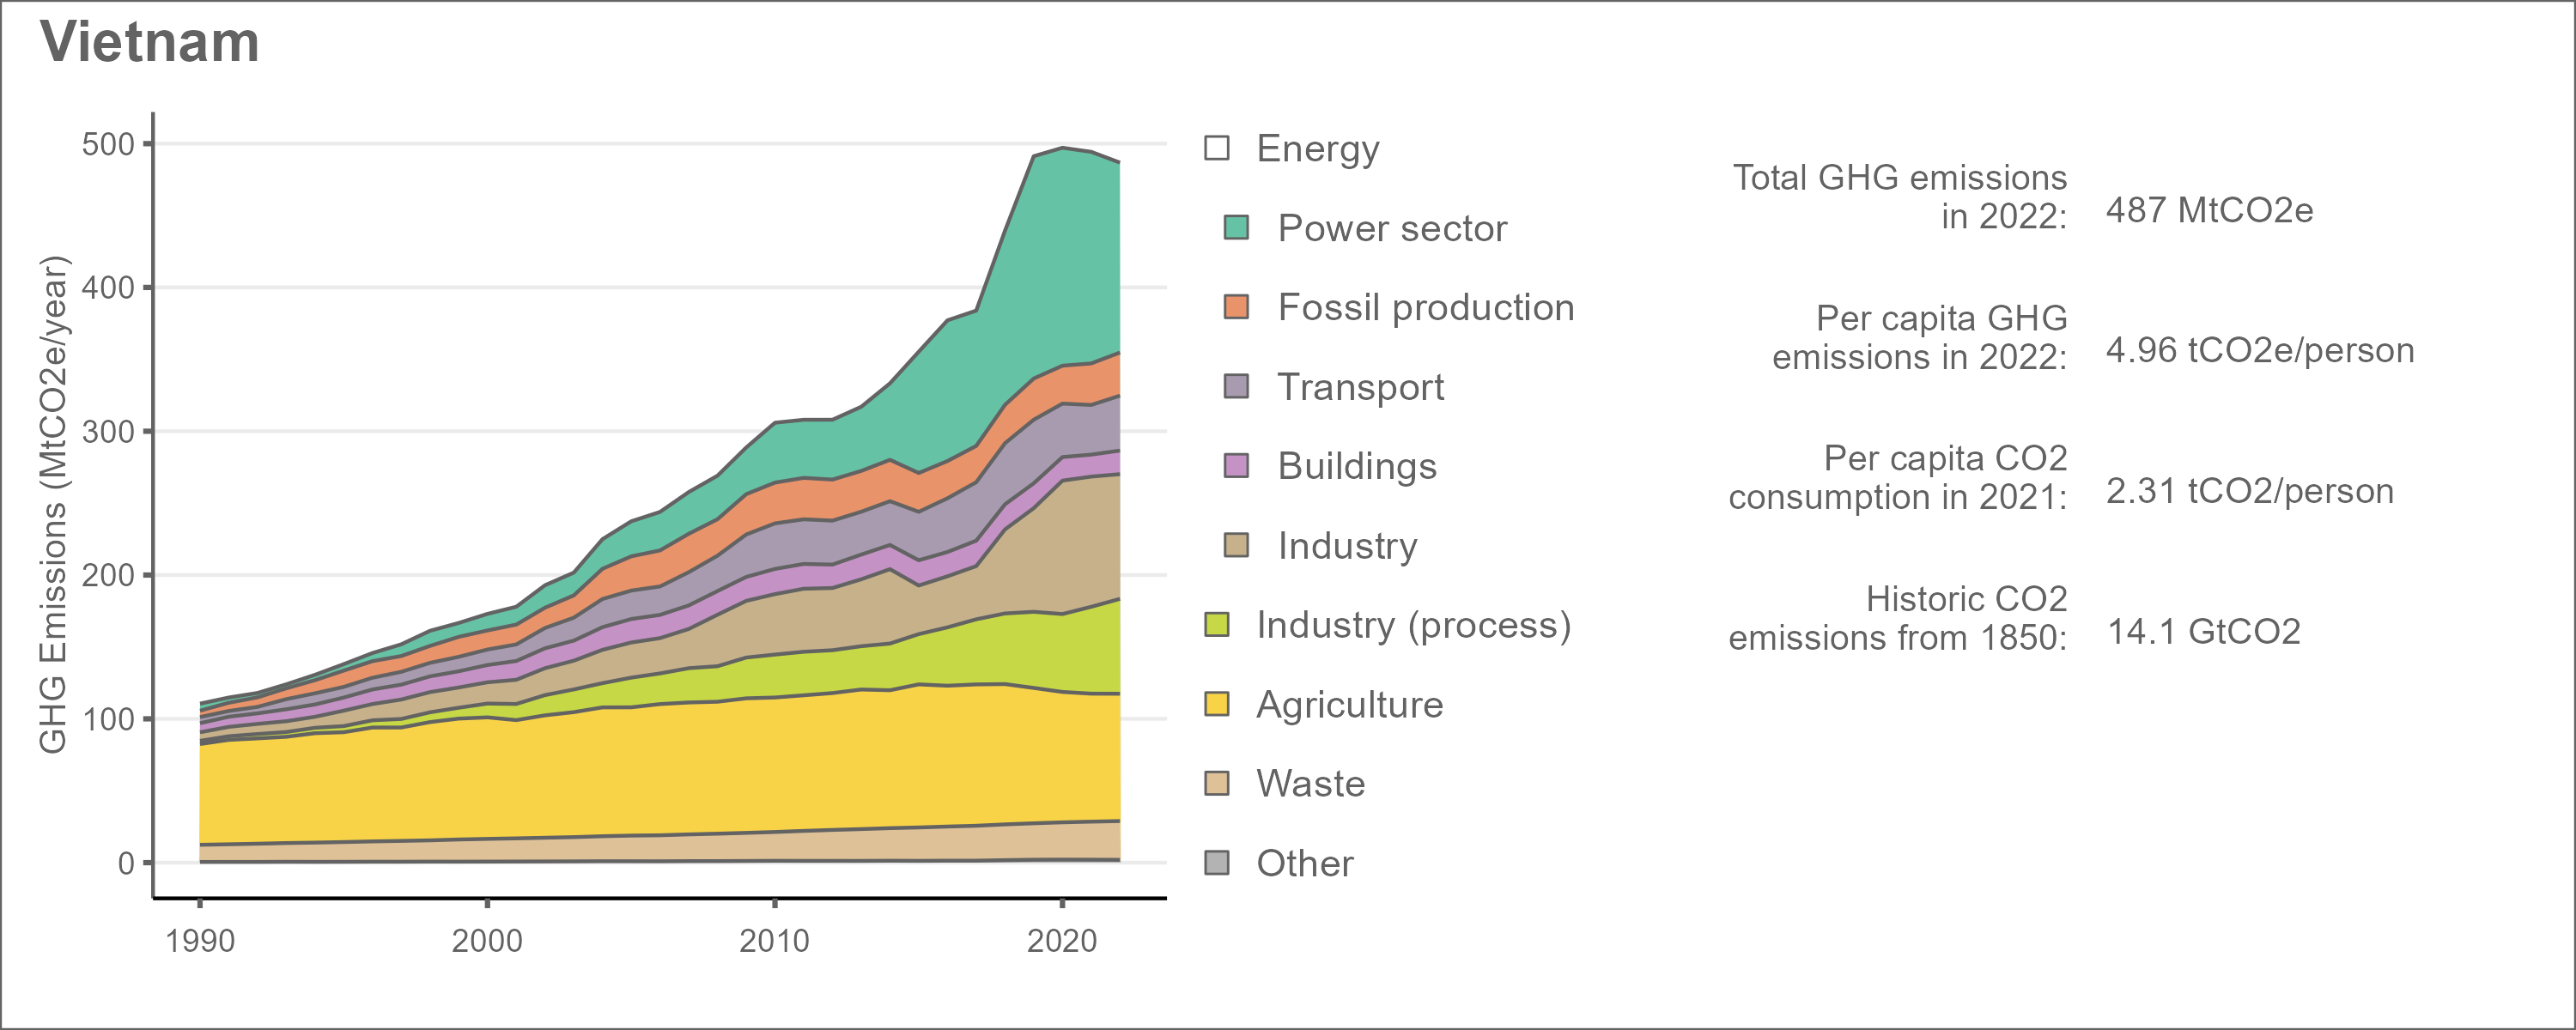 Vietnam
GHG Emissions (MtCO2e/year)
500
400
300
200
100
0
1990
2000
2010
2020
Energy
Power sector
Fossil production
Transport
Buildings
Industry
Industry (process)
Agriculture
Waste
Other
Total GHG emissions
in 2022:
487 MtCO2e
Per capita GHG
emissions in 2022:
4.96 tCO2e/person
Per capita CO2
consumption in 2021:
2.31 tCO2/person
Historic CO2
emissions from 1850:
14.1 GtCO2